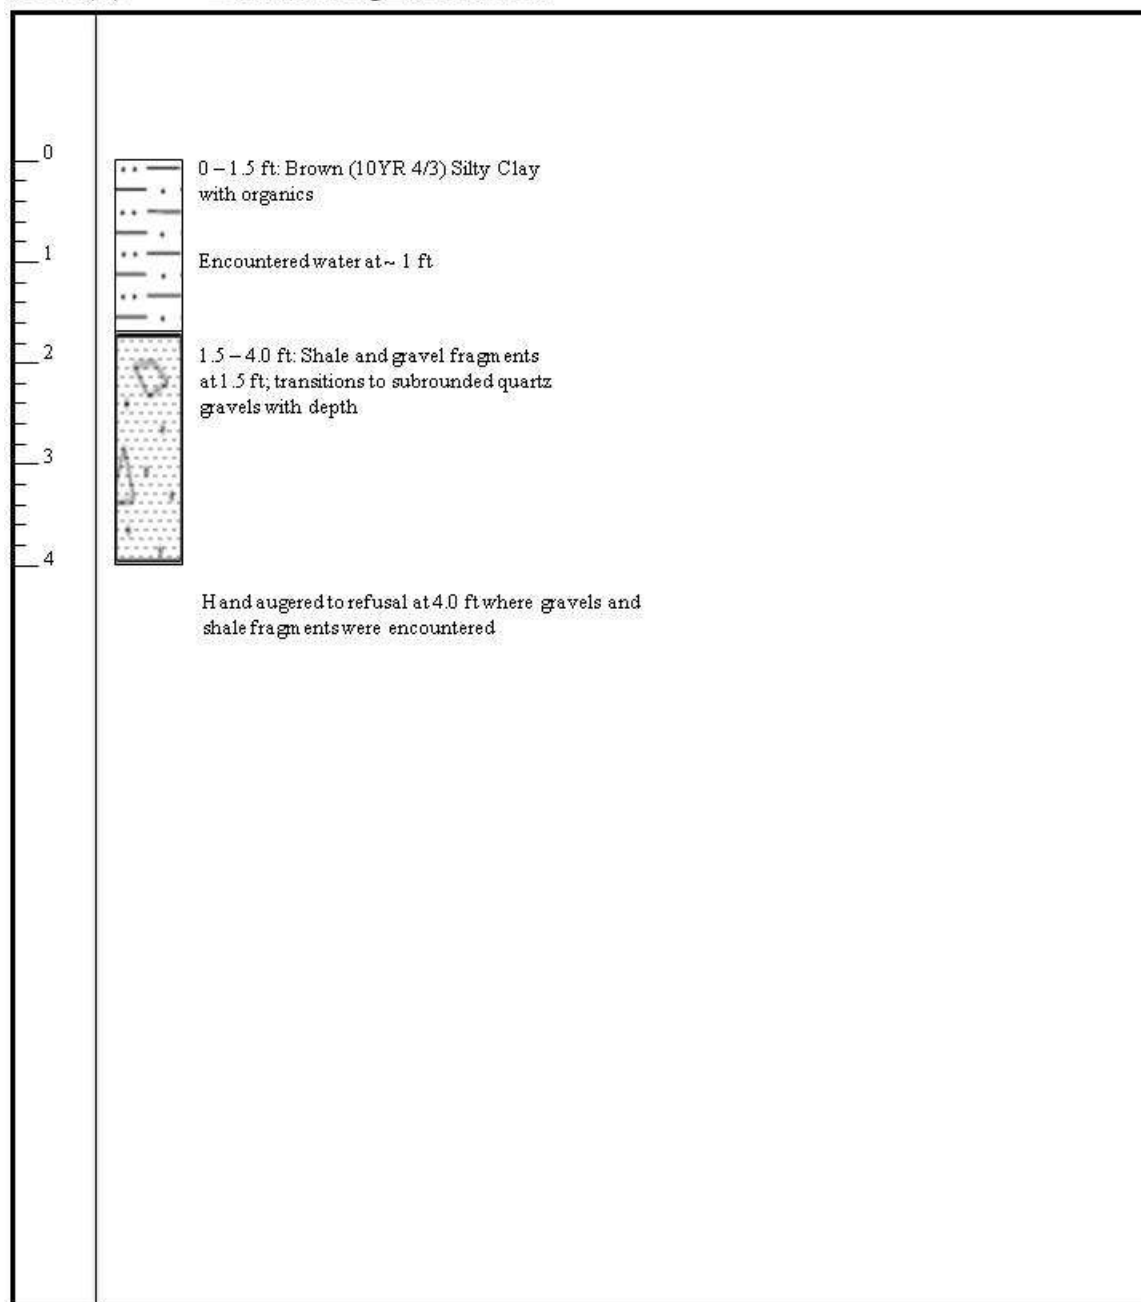 0
0 – 1.5 ft: Brown (10YR 4/3) Silty Clay
with organics
1
Encountered water at ~ 1 ft
2
1.5 – 4.0 ft: Shale and gravel fragments
at 1.5 ft; transitions to subrounded quartz
gravels with depth
3
4
Hand augered to refusal at 4.0 ft where gravels and
shale fragments were encountered